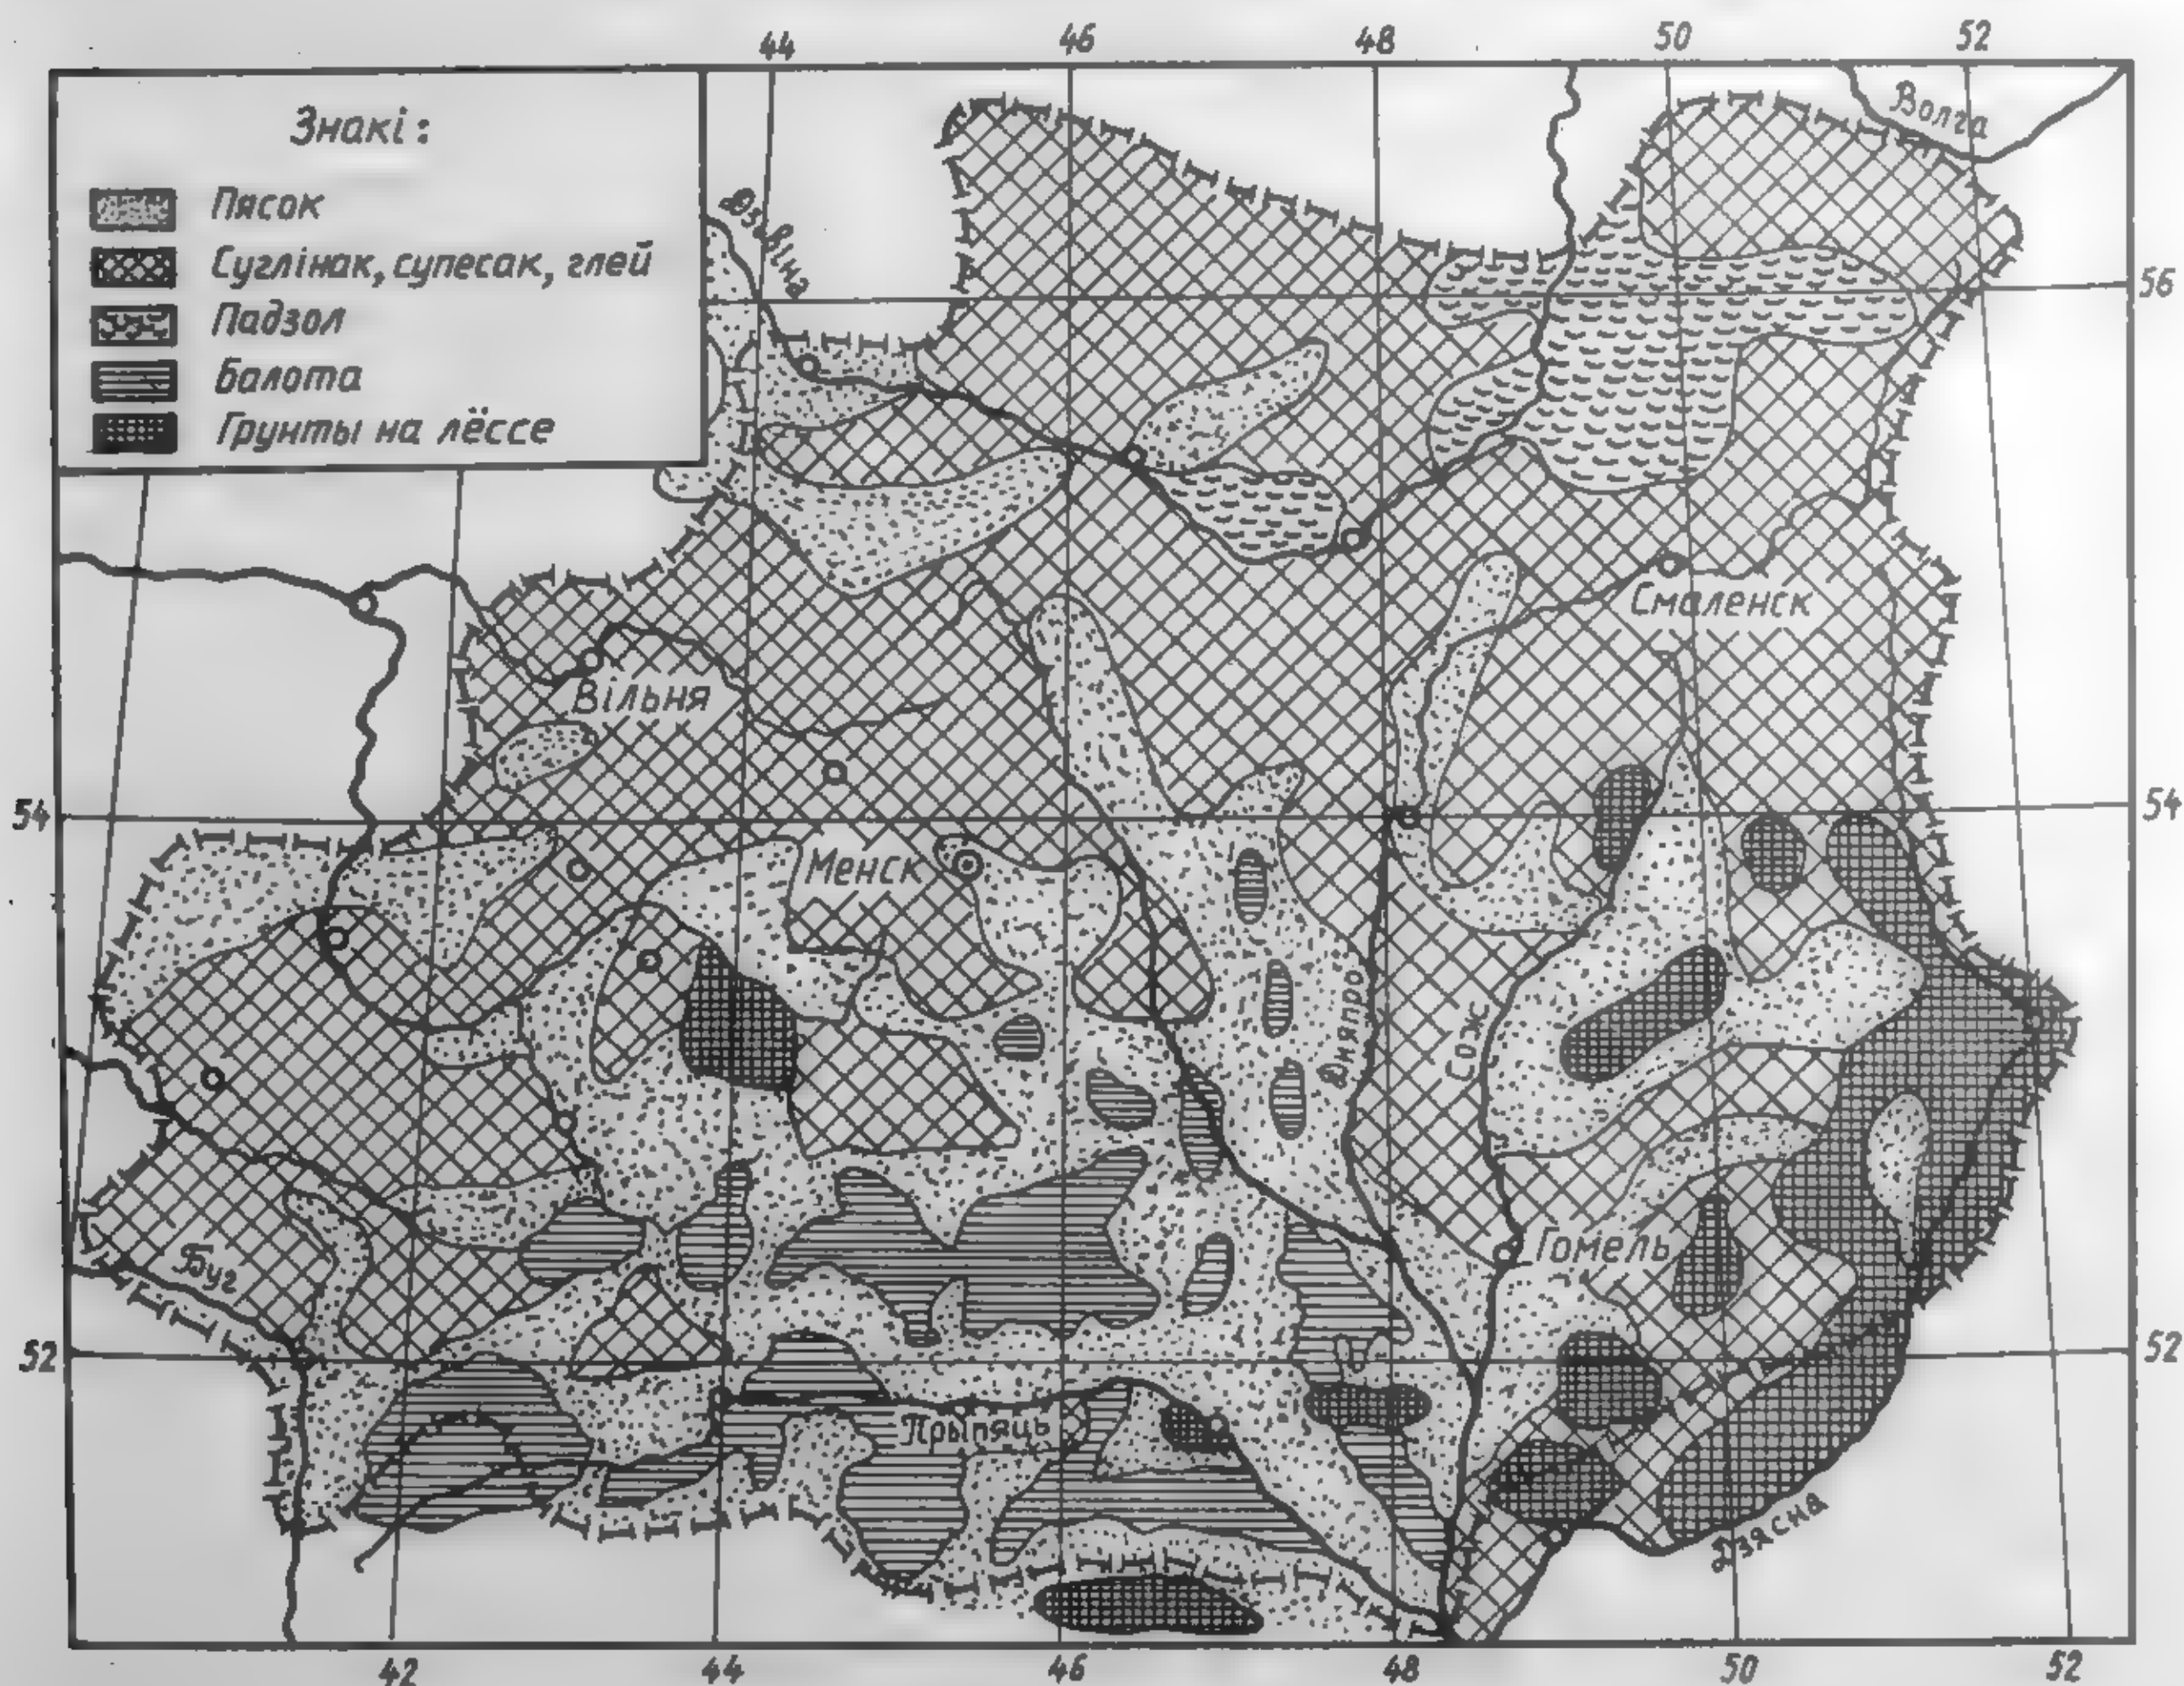 44 46 48 50 52
Знакі:
Пясок
Суглінак, супесак, глей
Падзол
Балота
Грунты на лёссе
Волга
Дзьвіна
56
Смаленск
Вільня
54
54
Менск
Дняпро
Сож
Гомель
Буг
52
52
Прыпяць
Дзясна
42 44 46 48 50 52